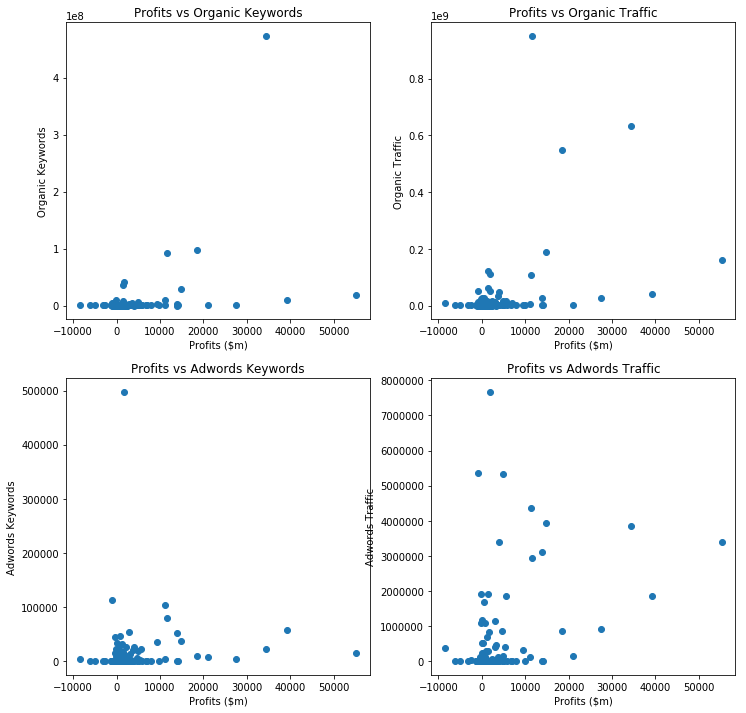 Profits vs Organic Keywords
1e8
4
3
2
1
0
Organic Keywords
−10000 0 10000 20000 30000 40000 50000
Profits ($m)
Profits vs Organic Traffic
1e9
0.8
0.6
0.4
0.2
0.0
Organic Traffic
−10000 0 10000 20000 30000 40000 50000
Profits ($m)
Profits vs Adwords Keywords
500000
400000
300000
200000
100000
0
Adwords Keywords
−10000 0 10000 20000 30000 40000 50000
Profits ($m)
Profits vs Adwords Traffic
8000000
7000000
6000000
5000000
4000000
3000000
2000000
1000000
0
Adwords Traffic
−10000 0 10000 20000 30000 40000 50000
Profits ($m)